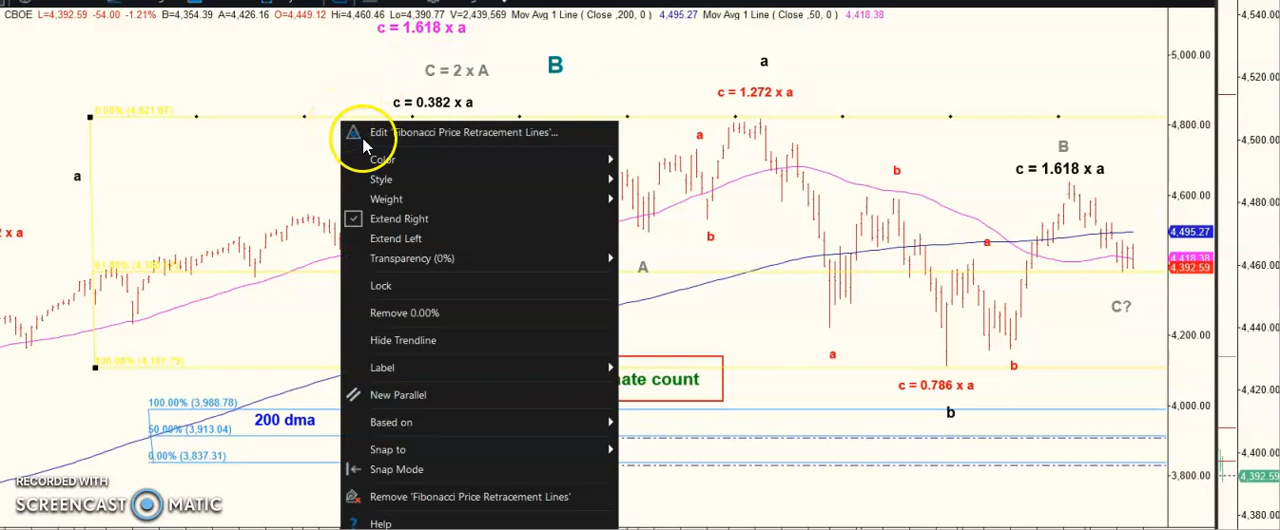 CBOE L=4,392.59 -54.00 -1.21% B=4,354.39 A=4,426.16 O=4,449.12 Hi=4,460.46 Lo=4,390.77 V=2,439,569 Mov Avg 1 Line ( Close ,200, 0 ) 4,495.27 Mov Avg 1 Line ( Close ,50, 0 ) 4,418.38
c = 1.618 x a
C = 2 x A
B
a
c = 1.272 x a
c = 0.382 x a
0.00% (4,821.97)
Edit 'Fibonacci Price Retracement Lines'...
Color
Style
Weight
Extend Right
Extend Left
Transparency (0%)
Lock
Remove 0.00%
Hide Trendline
Label
New Parallel
Based on
Snap to
Snap Mode
Remove 'Fibonacci Price Retracement Lines'
Help
a
2 x a
100.00% (3,988.78)
200 dma
50.00% (3,913.04)
0.00% (3,837.31)
RECORDED WITH
SCREENCAST MATIC
a
b
A
b
B
c = 1.618 x a
a
C?
a
b
c = 0.786 x a
b
ate count
5,000.00
4,800.00
4,600.00
4,495.27
4,418.38
4,392.59
4,200.00
4,000.00
3,800.00
4,540.00
4,520.00
4,500.00
4,480.00
4,460.00
4,440.00
4,420.00
4,400.00
4,392.59
4,380.00